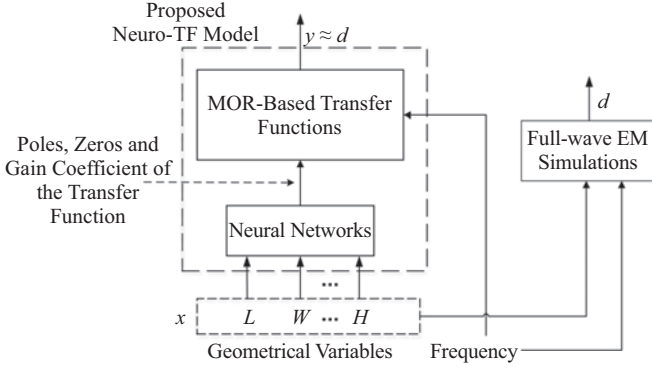 Proposed
Neuro-TF Model
y ≈ d
MOR-Based Transfer
Functions
d
Full-wave EM
Simulations
Poles, Zeros and
Gain Coefficient of
the Transfer
Function
Neural Networks
...
x L W ... H
Geometrical Variables Frequency